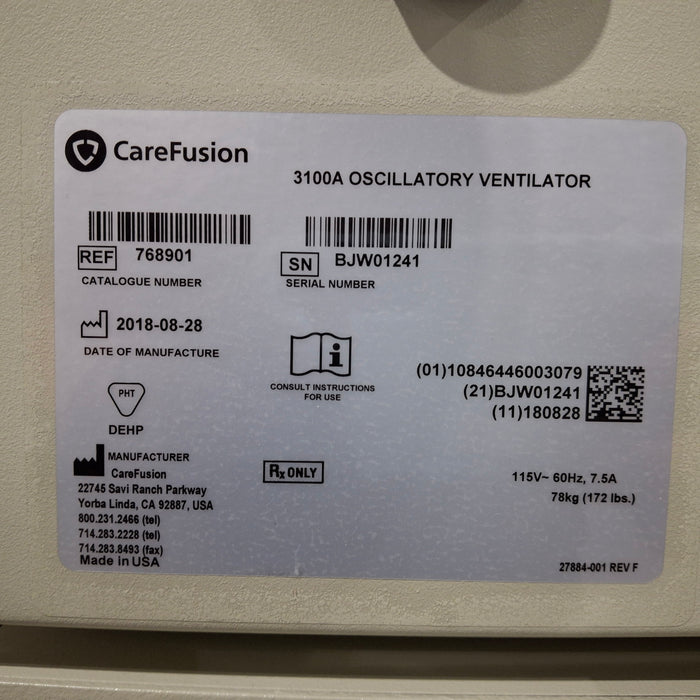 CareFusion
3100A OSCILLATORY VENTILATOR
REF 768901
CATALOGUE NUMBER
SN BJW01241
SERIAL NUMBER
2018-08-28
DATE OF MANUFACTURE
CONSULT INSTRUCTIONS
FOR USE
(01)10846446003079
(21)BJW01241
(11)180828
PHT
DEHP
MANUFACTURER
CareFusion
22745 Savi Ranch Parkway
Yorba Linda, CA 92887, USA
800.231.2466 (tel)
714.283.2228 (tel)
714.283.8493 (fax)
Made in USA
Rx ONLY
115V~ 60Hz, 7.5A
78kg (172 lbs.)
27884-001 REV F